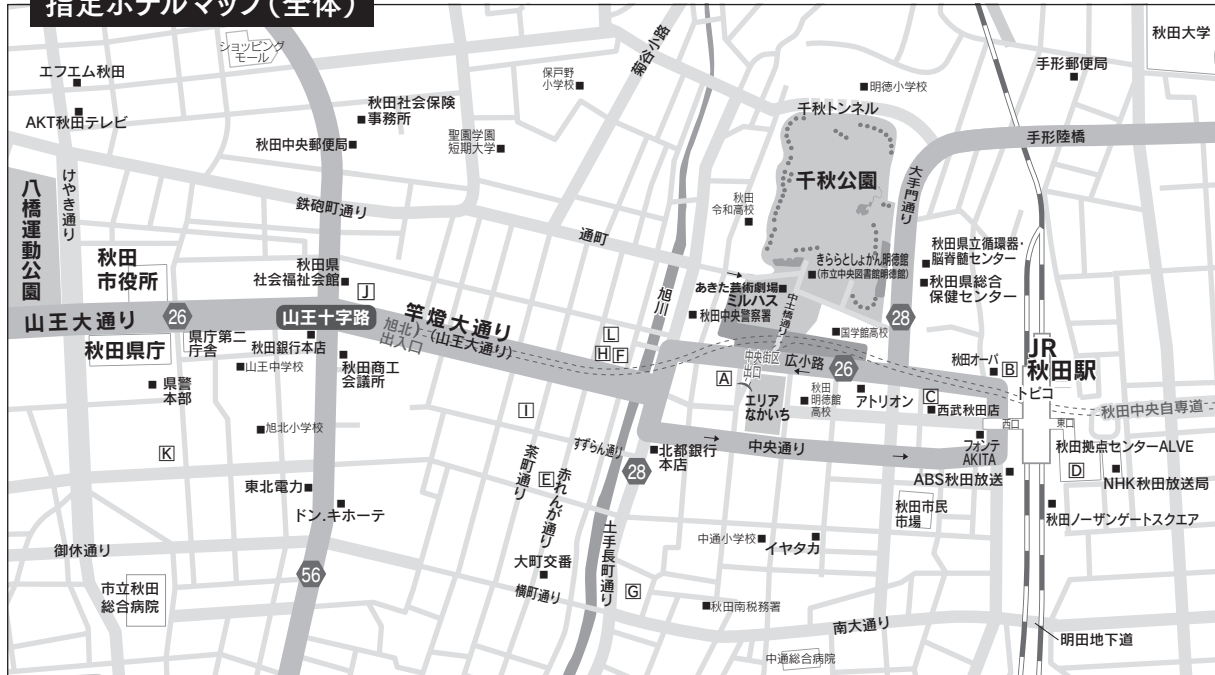 指定ホテルマップ(全体)
ショッピング
モール
エフエム秋田
AKT秋田テレビ
秋田社会保険
事務所
秋田中央郵便局
聖園学園
短期大学
保戸野
小学校
菊谷小路
明徳小学校
千秋トンネル
手形郵便局
秋田大学
手形陸橋
八橋運動公園
けやき通り
鉄砲町通り
通町
千秋公園
大手門通り
秋田
令和高校
秋田県立循環器・
脳脊髄センター
秋田県総合
保健センター
きららとしょかん明徳館
(市立中央図書館明徳館)
あきた芸術劇場
ミルハス
秋田中央警察署
中土橋通り
国学館高校
28
秋田
市役所
秋田県
社会福祉会館
J
山王大通り
26
山王十字路
竿燈大通り
(山王大通り)
旭北
出入口
旭川
L
H
F
秋田県庁
県庁第二
庁舎
秋田銀行本店
山王中学校
秋田商工
会議所
県警
本部
旭北小学校
K
I
A
中央街区
出入口
広小路
26
秋田オーパ
B
JR
秋田駅
トピコ
エリア
なかいち
秋田
明徳館
高校
アトリオン
C
西武秋田店
西口
東口
秋田中央自専道
すずらん通り
北都銀行
本店
中央通り
フォンテ
AKITA
秋田拠点センターALVE
D
NHK秋田放送局
ABS秋田放送
28
茶町通り
赤れんが通り
E
東北電力
ドン.キホーテ
秋田市民
市場
秋田ノーザンゲートスクエア
御休通り
56
大町交番
土手長町通り
中通小学校
イヤタカ
市立秋田
総合病院
横町通り
G
秋田南税務署
南大通り
明田地下道
中通総合病院